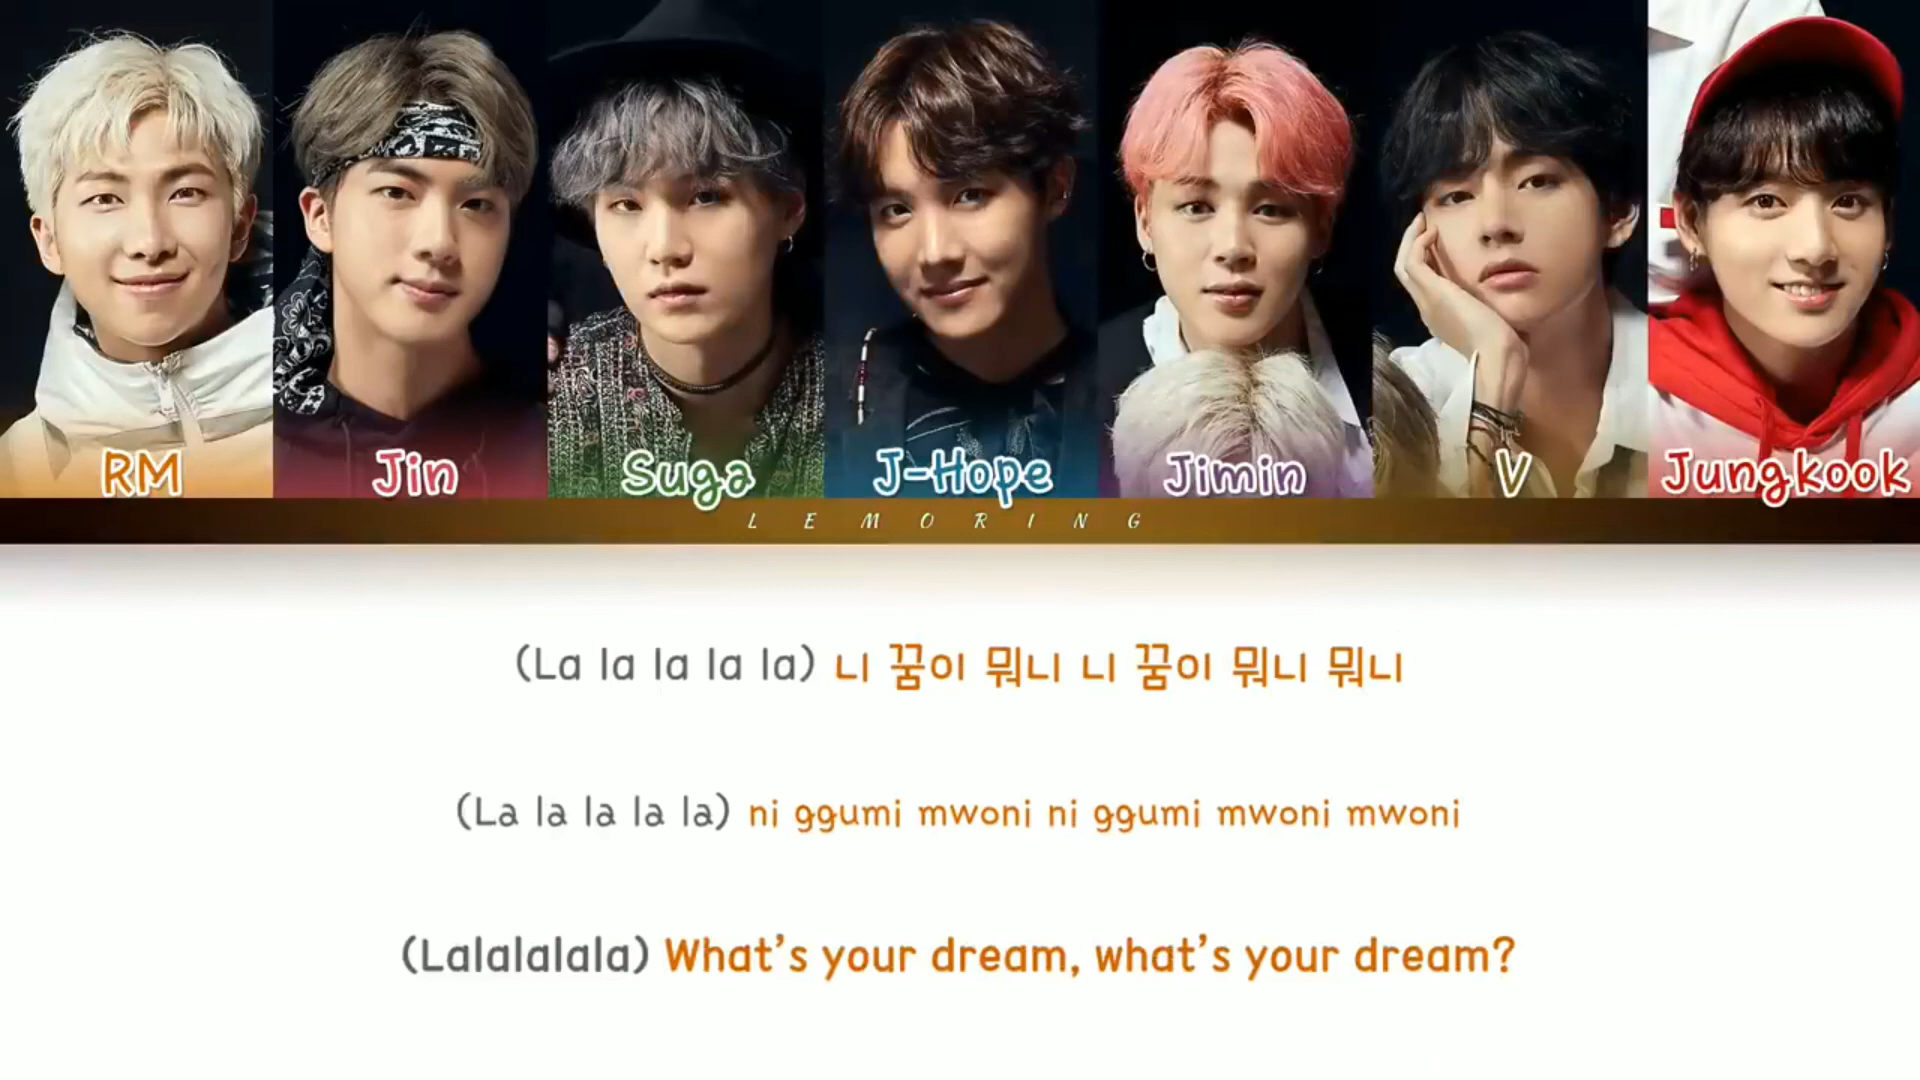 RM Jin Suga J-Hope Jimin V Jungkook
LEMORING
(La la la la la) 니 꿈이 뭐니 니 꿈이 뭐니 뭐니
(La la la la la) ni ggumi mwoni ni ggumi mwoni mwoni
(Lalalalala) What's your dream, what's your dream?